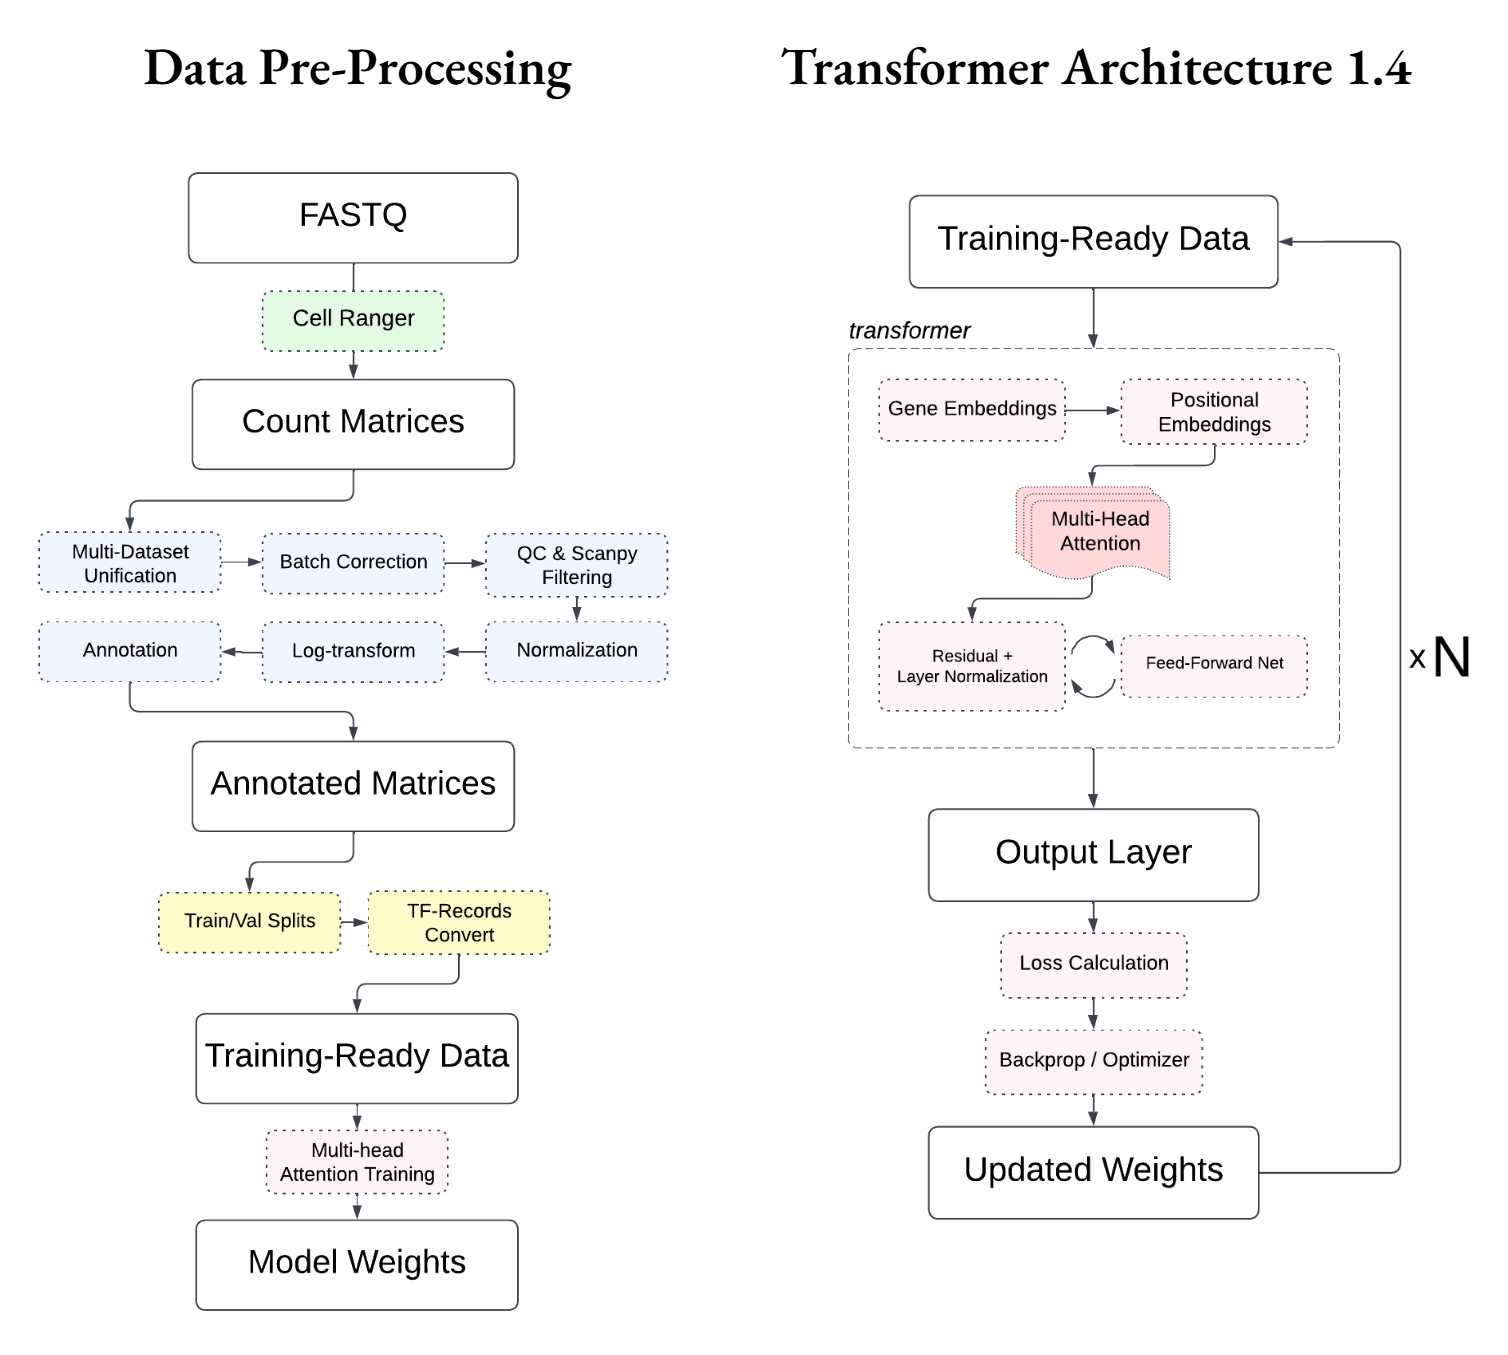 Data Pre-Processing
FASTQ
Cell Ranger
Count Matrices
Multi-Dataset
Unification
Batch Correction
QC & Scanpy
Filtering
Annotation
Log-transform
Normalization
Annotated Matrices
Train/Val Splits
TF-Records
Convert
Training-Ready Data
Multi-head
Attention Training
Model Weights
Transformer Architecture 1.4
Training-Ready Data
transformer
Gene Embeddings
Positional
Embeddings
Multi-Head
Attention
Residual +
Layer Normalization
Feed-Forward Net
x N
Output Layer
Loss Calculation
Backprop / Optimizer
Updated Weights